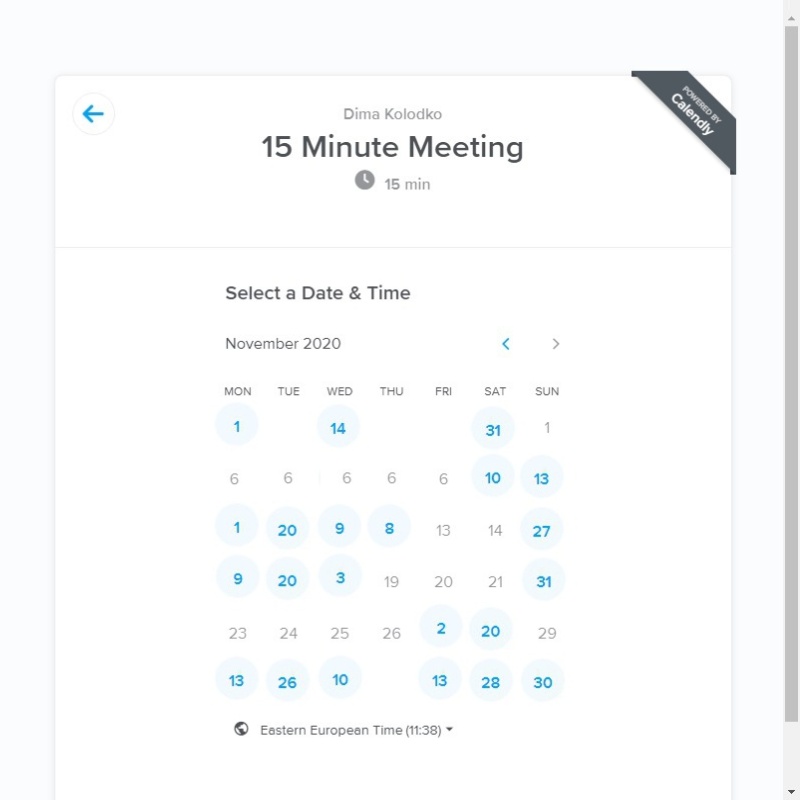 POWERED BY
Calendly
Dima Kolodko
15 Minute Meeting
15 min
Select a Date & Time
November 2020
MON TUE WED THU FRI SAT SUN
1 14 31 1
6 6 6 6 6 10 13
1 20 9 8 13 14 27
9 20 3 19 20 21 31
23 24 25 26 2 20 29
13 26 10 13 28 30
Eastern European Time (11:38)